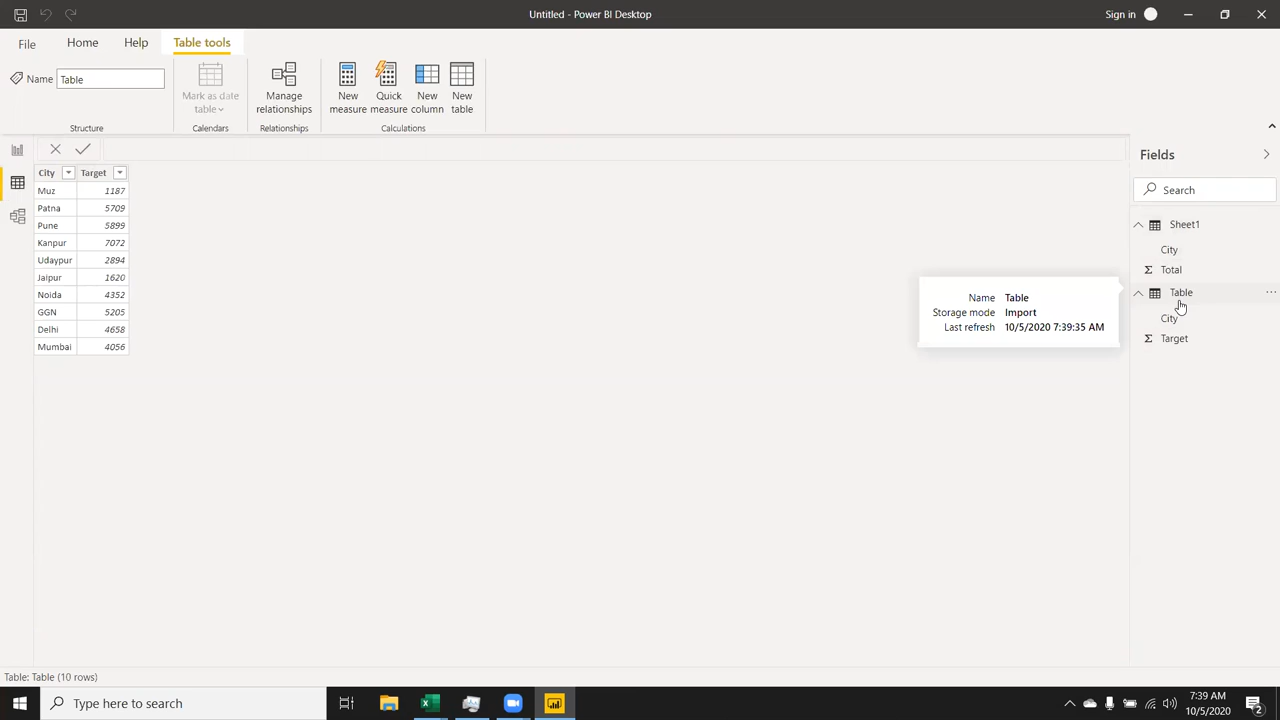 Untitled - Power BI Desktop
Sign in
File
Home
Help
Table tools
Name
Table
Mark as date
table
Manage
relationships
New
measure
Quick
measure
New
column
New
table
Structure
Calendars
Relationships
Calculations
City
Target
Muz
1187
Patna
5709
Pune
5899
Kanpur
7072
Udaypur
2894
Jaipur
1620
Noida
4352
GGN
5205
Delhi
4658
Mumbai
4056
Name Table
Storage mode Import
Last refresh 10/5/2020 7:39:35 AM
Fields
Search
Sheet1
City
Σ Total
Table
City
Σ Target
Table: Table (10 rows)
Type here to search
7:39 AM
10/5/2020
2